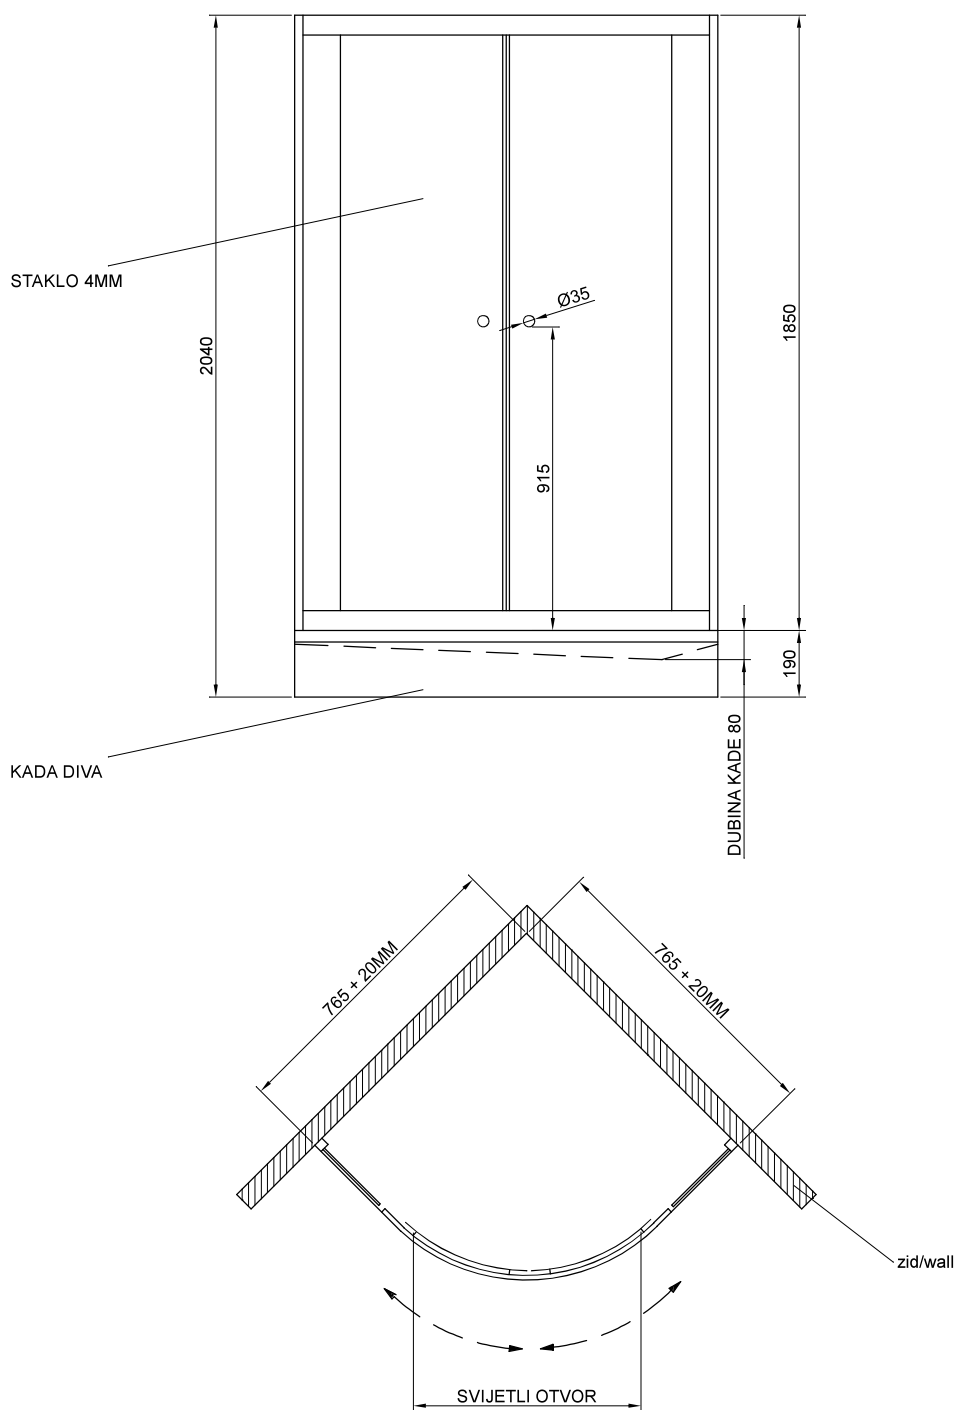 STAKLO 4MM
2040
Ø35
915
1850
190
KADA DIVA
DUBINA KADE 80
765 + 20MM
765 + 20MM
zid/wall
SVIJETLI OTVOR